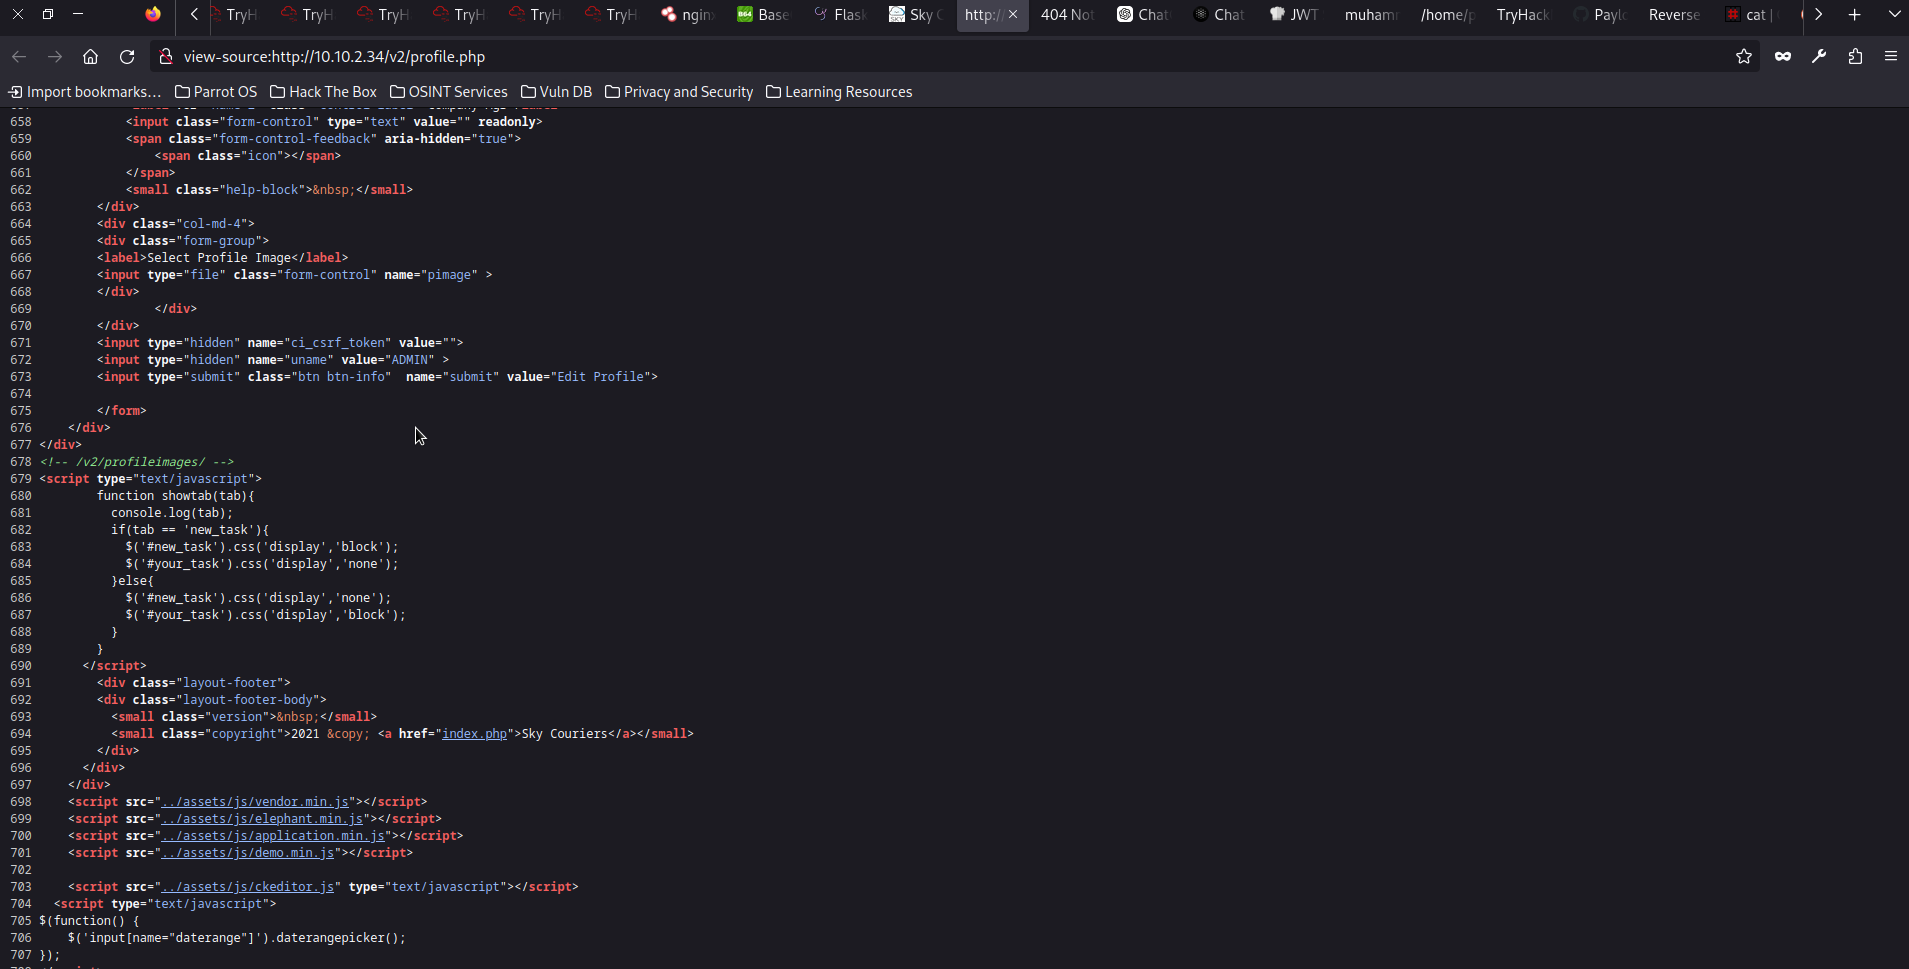 TryH TryH TryH TryH TryH TryH nginx B64 Base Flask SKY Sky C http:/ 404 Not Chat Chat JWT muhamm /home/p TryHack Paylo Reverse cat |
view-source:http://10.10.2.34/v2/profile.php
Import bookmarks… Parrot OS Hack The Box OSINT Services Vuln DB Privacy and Security Learning Resources
658 <input class="form-control" type="text" value="" readonly>
659 <span class="form-control-feedback" aria-hidden="true">
660 <span class="icon"></span>
661 </span>
662 <small class="help-block">&nbsp;</small>
663 </div>
664 <div class="col-md-4">
665 <div class="form-group">
666 <label>Select Profile Image</label>
667 <input type="file" class="form-control" name="pimage" >
668 </div>
669 </div>
670 </div>
671 <input type="hidden" name="ci_csrf_token" value="">
672 <input type="hidden" name="uname" value="ADMIN" >
673 <input type="submit" class="btn btn-info"  name="submit" value="Edit Profile">
674
675 </form>
676 </div>
677 </div>
678 <!-- /v2/profileimages/ -->
679 <script type="text/javascript">
680 function showtab(tab){
681 console.log(tab);
682 if(tab == 'new_task'){
683 $('#new_task').css('display','block');
684 $('#your_task').css('display','none');
685 }else{
686 $('#new_task').css('display','none');
687 $('#your_task').css('display','block');
688 }
689 }
690 </script>
691 <div class="layout-footer">
692 <div class="layout-footer-body">
693 <small class="version">&nbsp;</small>
694 <small class="copyright">2021 &copy; <a href="index.php">Sky Couriers</a></small>
695 </div>
696 </div>
697 </div>
698 <script src="../assets/js/vendor.min.js"></script>
699 <script src="../assets/js/elephant.min.js"></script>
700 <script src="../assets/js/application.min.js"></script>
701 <script src="../assets/js/demo.min.js"></script>
702
703 <script src="../assets/js/ckeditor.js" type="text/javascript"></script>
704 <script type="text/javascript">
705 $(function() {
706 $('input[name="daterange"]').daterangepicker();
707 });